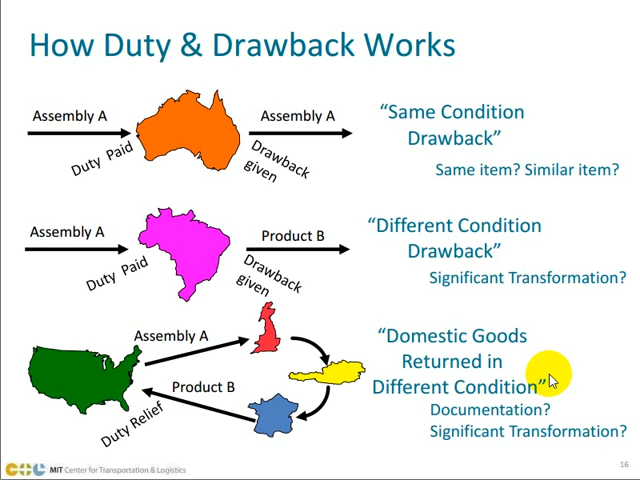 How Duty & Drawback Works
Assembly A
Duty Paid
Assembly A
Drawback
given
"Same Condition
Drawback"
Same item? Similar item?
Assembly A
Duty Paid
Product B
Drawback
given
"Different Condition
Drawback"
Significant Transformation?
Assembly A
Product B
Duty Relief
"Domestic Goods
Returned in
Different Condition"
Documentation?
Significant Transformation?
CTL MIT Center for Transportation & Logistics
16